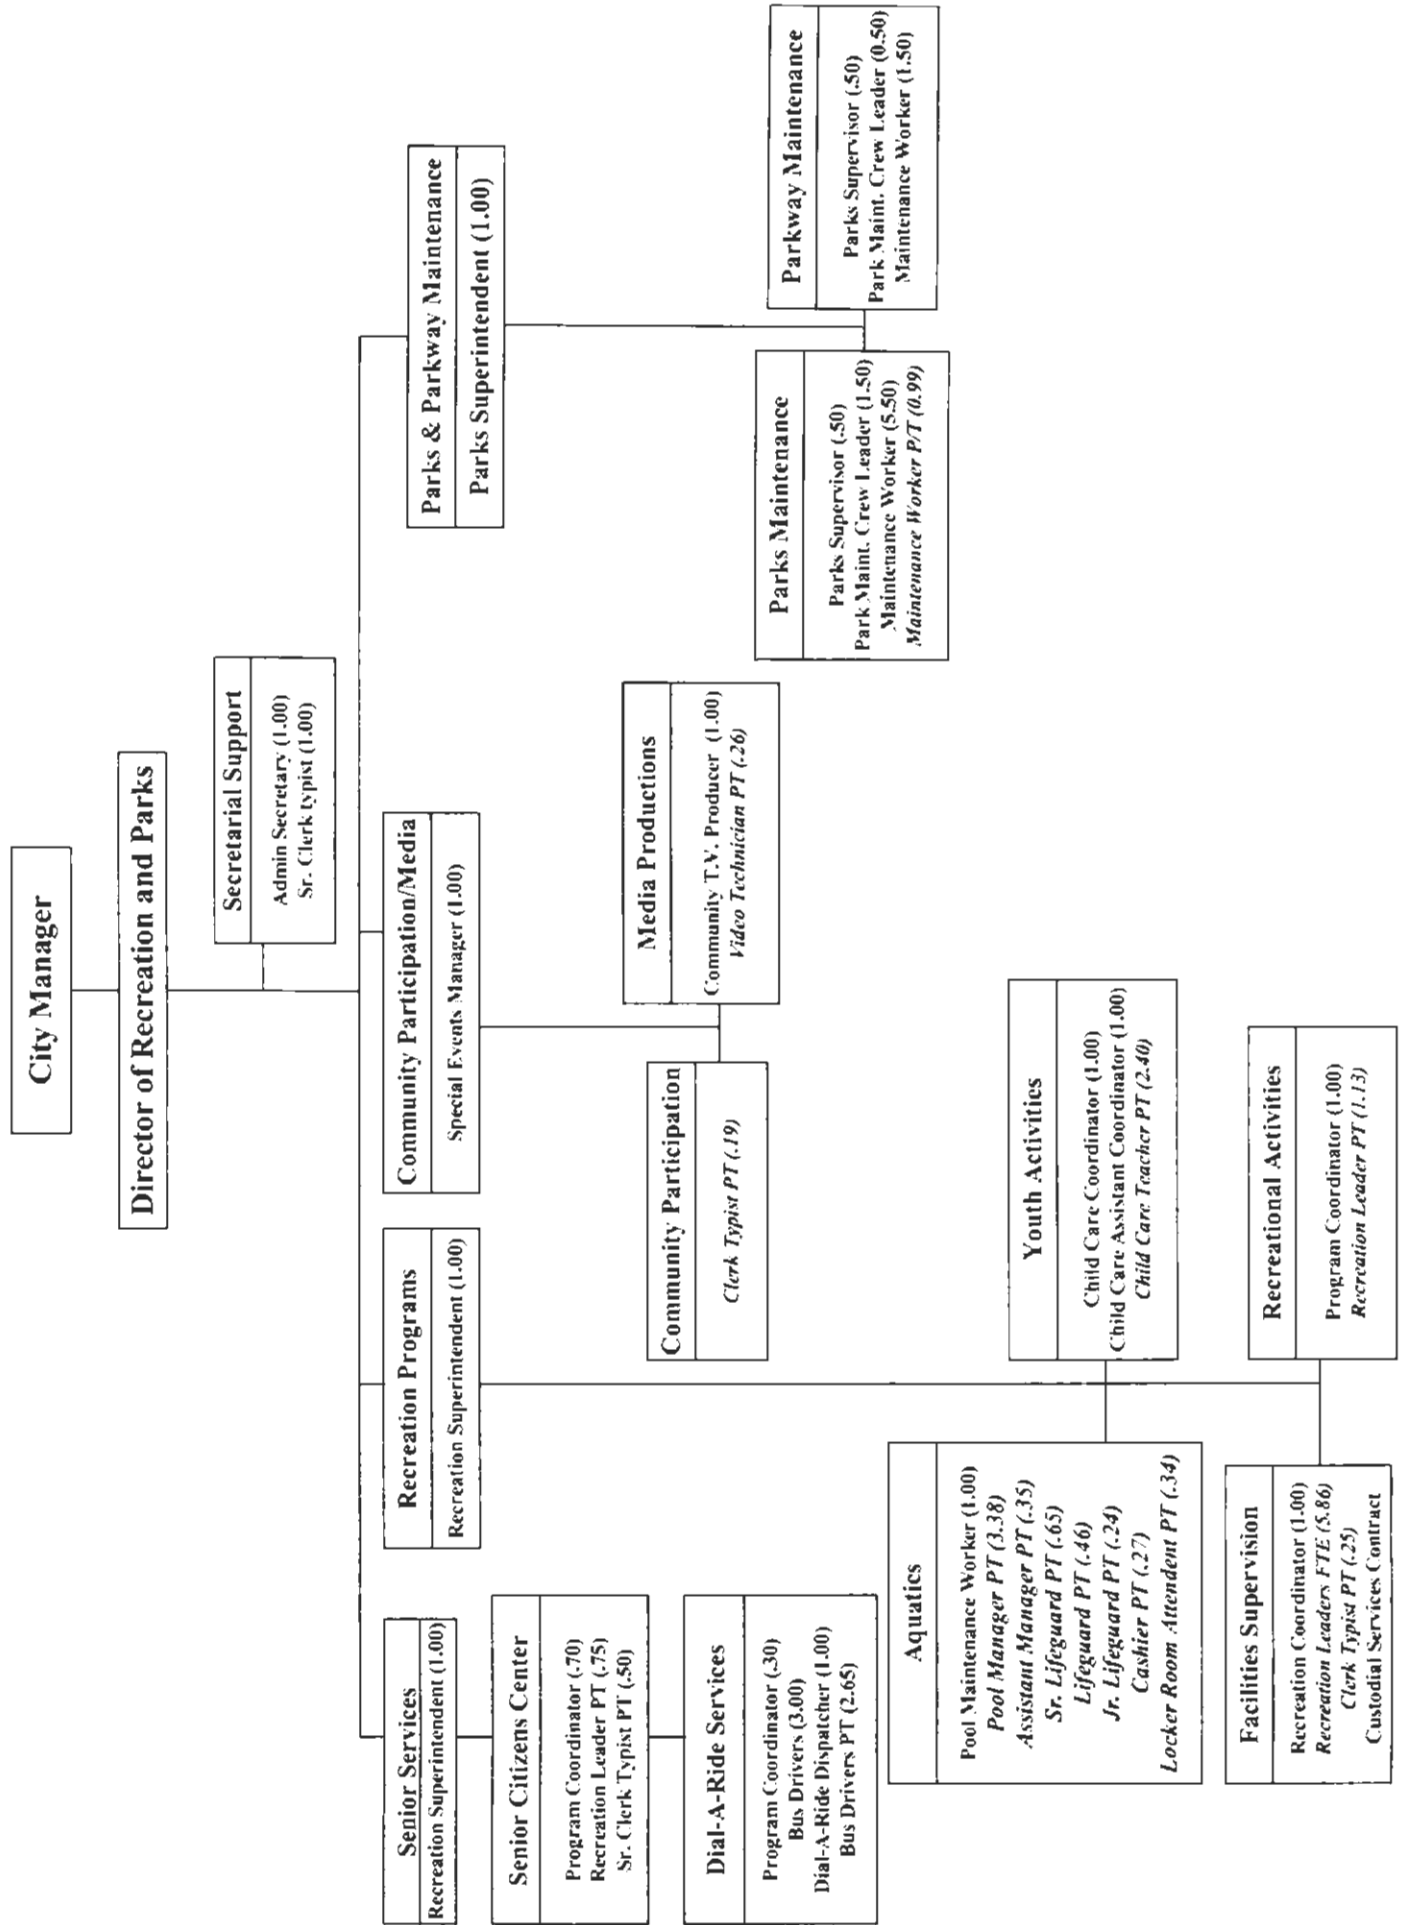 City Manager
Director of Recreation and Parks
Secretarial Support
Admin Secretary (1.00)
Sr. Clerk typist (1.00)
Senior Services
Recreation Superintendent (1.00)
Senior Citizens Center
Program Coordinator (.70)
Recreation Leader PT (.75)
Sr. Clerk Typist PT (.50)
Dial-A-Ride Services
Program Coordinator (.30)
Bus Drivers (3.00)
Dial-A-Ride Dispatcher (1.00)
Bus Drivers PT (2.65)
Recreation Programs
Recreation Superintendent (1.00)
Aquatics
Pool Maintenance Worker (1.00)
Pool Manager PT (3.38)
Assistant Manager PT (.35)
Sr. Lifeguard PT (.65)
Lifeguard PT (.46)
Jr. Lifeguard PT (.24)
Cashier PT (.27)
Locker Room Attendent PT (.34)
Youth Activities
Child Care Coordinator (1.00)
Child Care Assistant Coordinator (1.00)
Child Care Teacher PT (2.40)
Facilities Supervision
Recreation Coordinator (1.00)
Recreation Leaders FTE (5.86)
Clerk Typist PT (.25)
Custodial Services Contract
Recreational Activities
Program Coordinator (1.00)
Recreation Leader PT (1.13)
Community Participation/Media
Special Events Manager (1.00)
Community Participation
Clerk Typist PT (.19)
Media Productions
Community T.V. Producer (1.00)
Video Technician PT (.26)
Parks & Parkway Maintenance
Parks Superintendent (1.00)
Parks Maintenance
Parks Supervisor (.50)
Park Maint. Crew Leader (1.50)
Maintenance Worker (5.50)
Maintenance Worker P/T (0.99)
Parkway Maintenance
Parks Supervisor (.50)
Park Maint. Crew Leader (0.50)
Maintenance Worker (1.50)